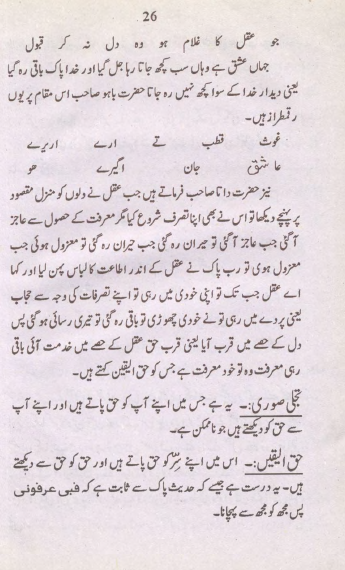 26
جو عقل کا غلام ہو وہ دل نہ کر قبول
جہاں عشق ہے وہاں سب کچھ جاتا رہا جل گیا اور خدا پاک باقی رہ گیا
یعنی دیدار خدا کے سوا کچھ نہیں رہ جاتا حضرت باہو صاحب اس مقام پر یوں
رقمطراز ہیں۔
غوث قطب تے ارے اریرے
عاشق جان اگیرے ھو
نیز حضرت داتا صاحب فرماتے ہیں جب عقل نے دلوں کو منزل مقصود
پر پہنچے دیکھا تو اس نے بھی اپنا تصرف شروع کیا مگر معرفت کے حصول سے عاجز
آ گئی جب عاجز آ گئی تو حیران رہ گئی جب حیران رہ گئی تو معزول ہوئی جب
معزول ہوی تو رب پاک نے عقل کے اندر اطاعت کا لباس پہن لیا اور کہا
اے عقل جب تک تو اپنی خودی میں رہی تو اپنے تصرفات کی وجہ سے حجاب
یعنی پردے میں رہی تو نے خودی چھوڑی تو باقی رہ گئی تو تیری رسائی ہو گئی پس
دل کے حصے میں قرب آیا یعنی قرب حق عقل کے حصے میں خدمت آئی باقی
رہی معرفت وہ تو خود معرفت ہے جس کو حق الیقین کہتے ہیں۔
تجلی صوری:۔ یہ ہے جس میں اپنے آپ کو حق پاتے ہیں اور اپنے آپ
سے حق کو دیکھتے ہیں جو ناممکن ہے۔
حق الیقین:۔ اس میں اپنے سِرّ کو حق پاتے ہیں اور حق کو حق سے دیکھتے
ہیں۔ یہ درست ہے جیسے کہ حدیث پاک سے ثابت ہے کہ فبی عرفونی
پس مجھ کو مجھ سے پہچانا۔